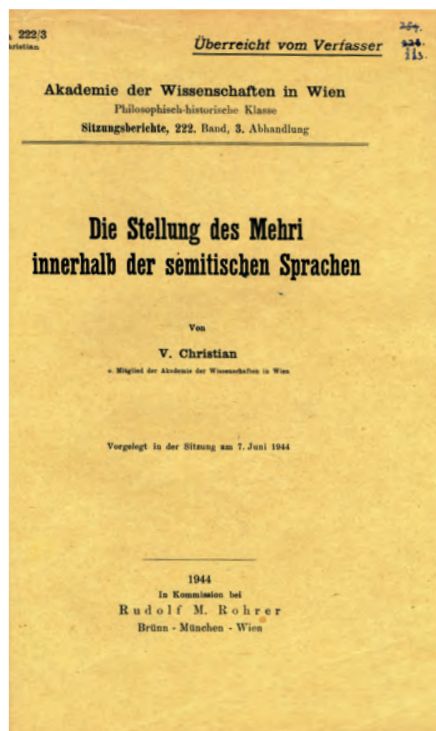 222/3
Christian
Überreicht vom Verfasser
Akademie der Wissenschaften in Wien
Philosophisch-historische Klasse
Sitzungsberichte, 222. Band, 3. Abhandlung
Die Stellung des Mehri
innerhalb der semitischen Sprachen
Von
V. Christian
o. Mitglied der Akademie der Wissenschaften in Wien
Vorgelegt in der Sitzung am 7. Juni 1944
1944
In Kommission bei
Rudolf M. Rohrer
Brünn - München - Wien